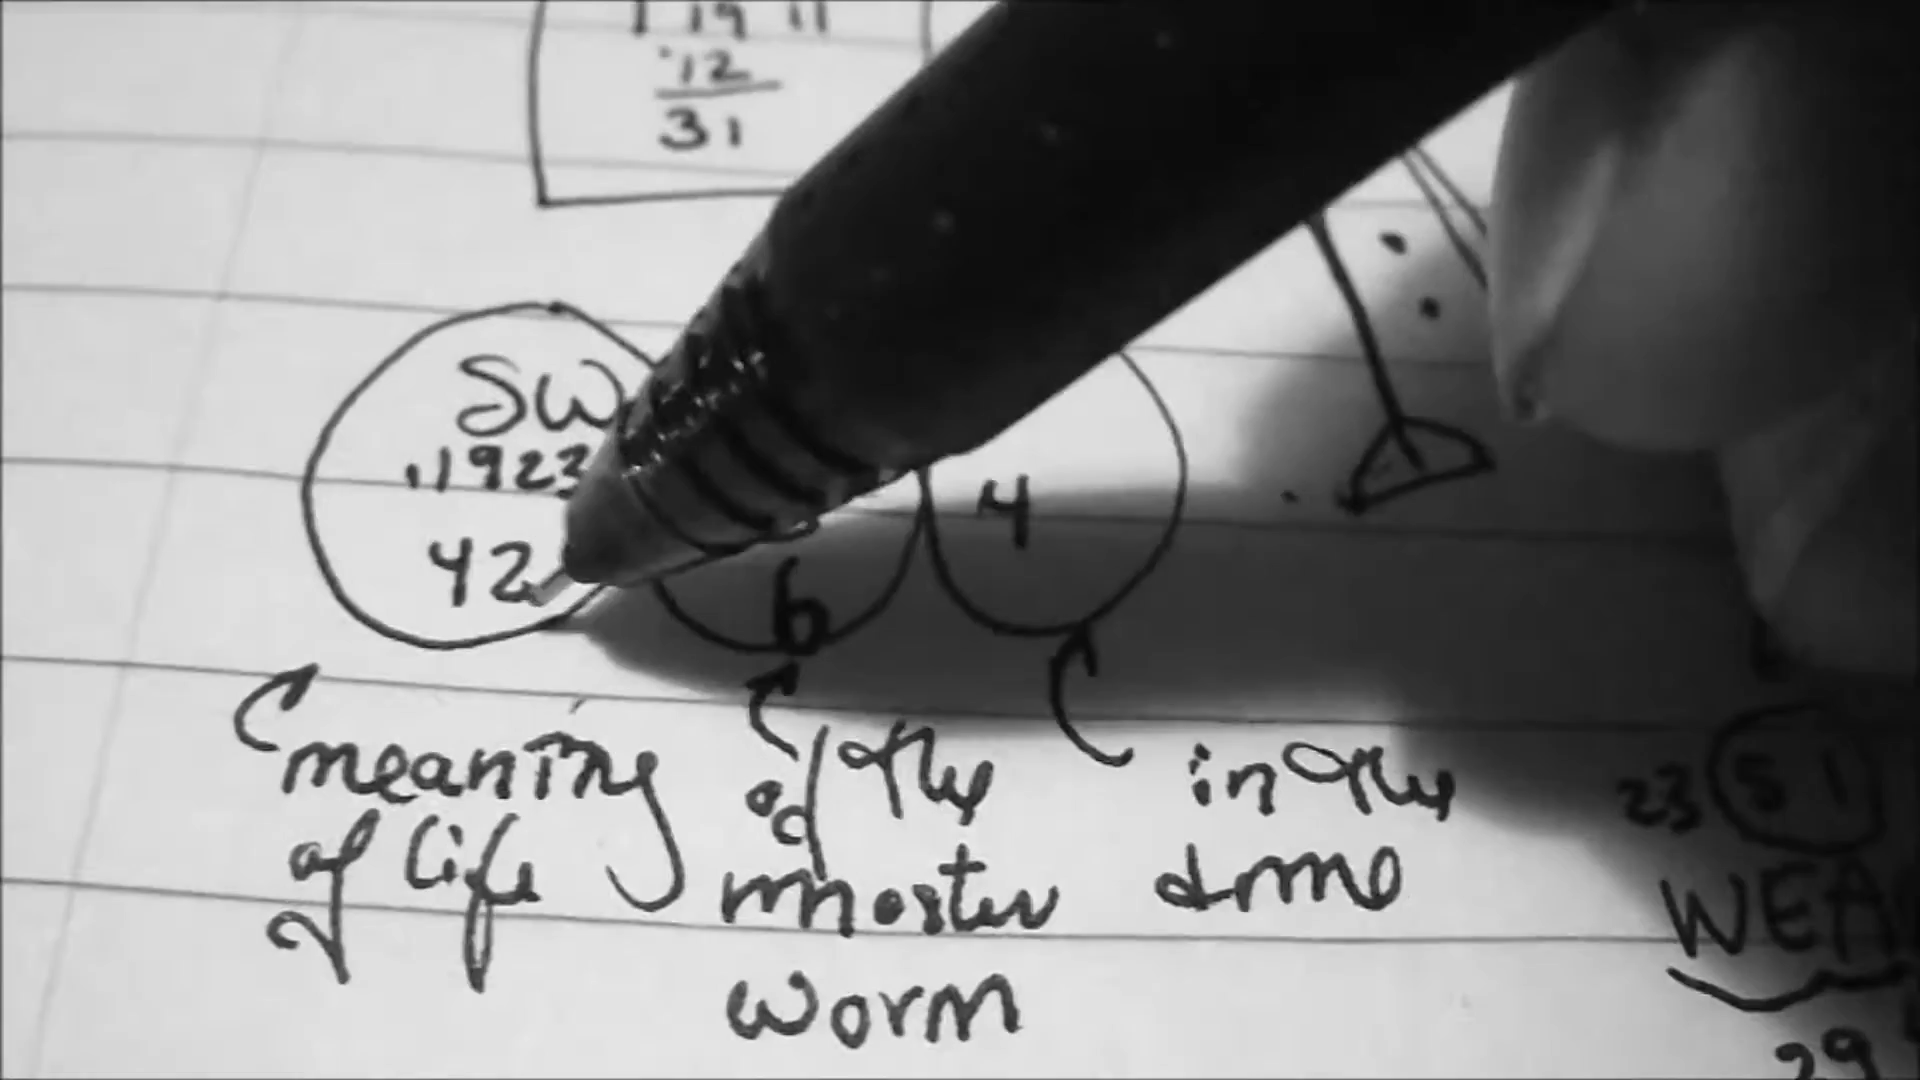 19 11
12
31
SW
1923
42
6
4
meaning
of life
of the
master
worm
in the
dome
23 51
WEA
29